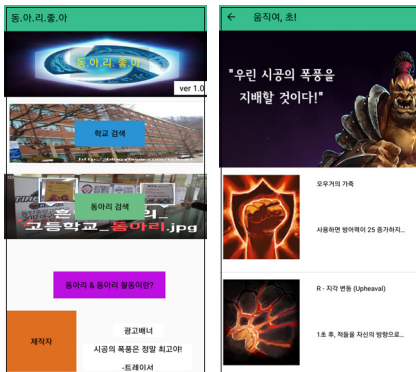 동.아.리.좋.아
동.아.리.좋.아
ver 1.0
학교 검색
동아리 검색
고등학교_동아리.jpg
동아리 & 동아리 활동이란?
제작자
광고배너
시공의 폭풍은 정말 최고야!
-트레이서
← 움직여, 초!
"우린 시공의 폭풍을
지배할 것이다!"
오우거의 가죽
사용하면 방어력이 25 증가하지...
R - 지각 변동 (Upheaval)
1초 후, 적들을 자신의 방향으로...